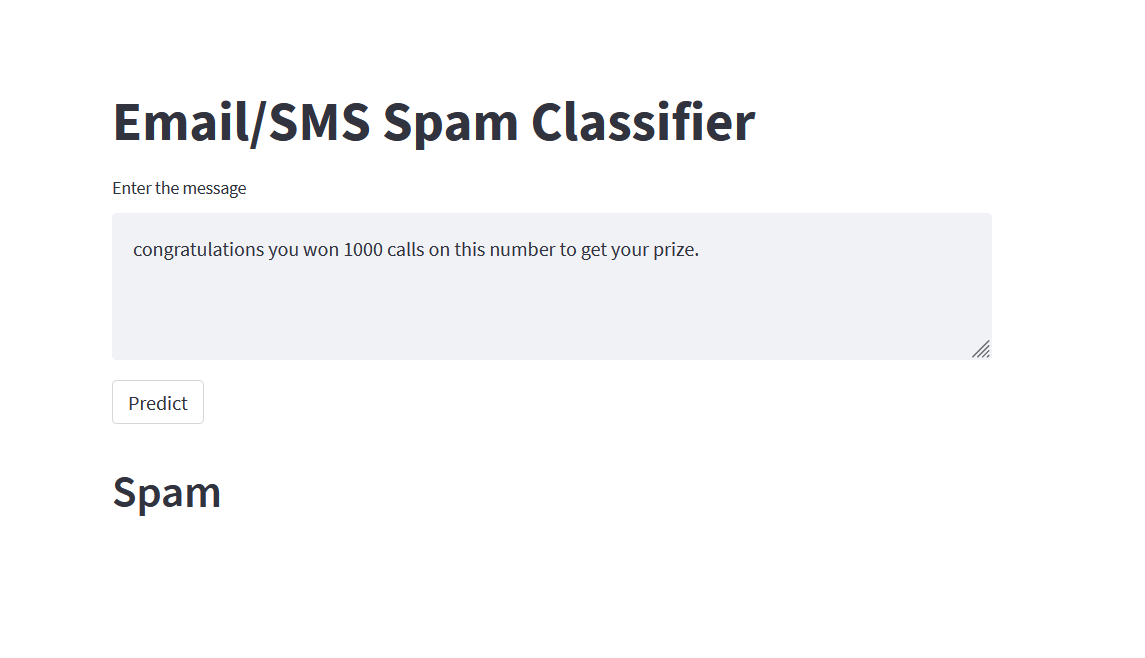 Email/SMS Spam Classifier
Enter the message
congratulations you won 1000 calls on this number to get your prize.
Predict
Spam